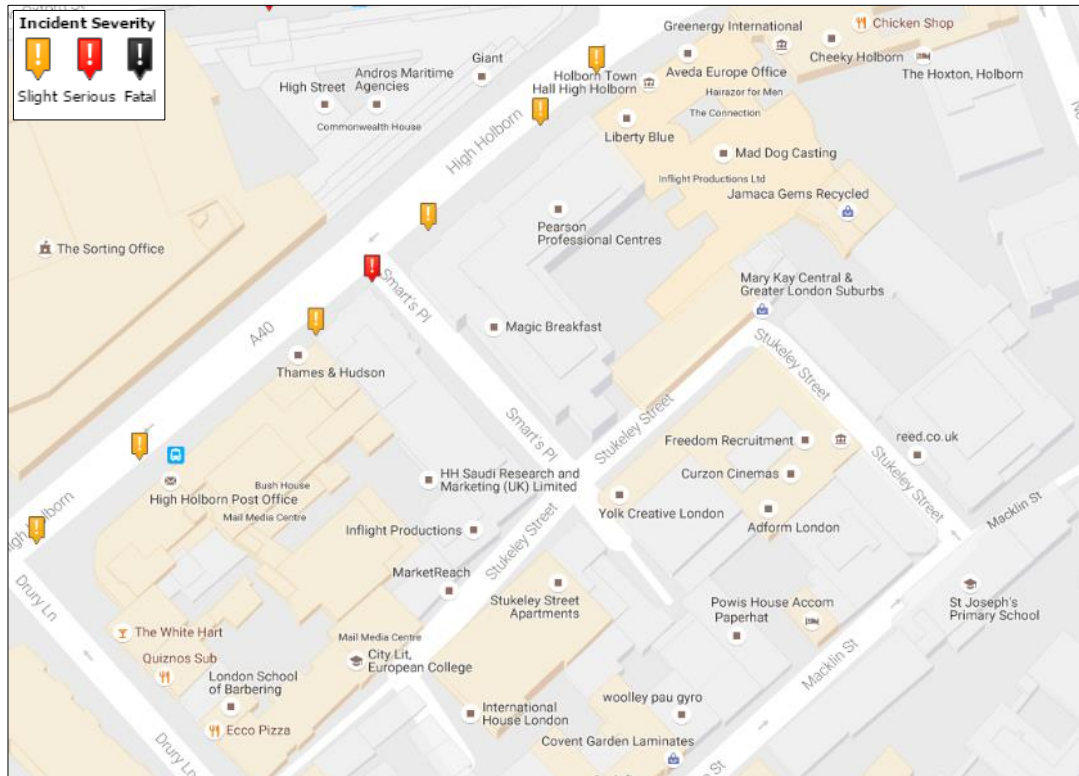 Incident Severity
Slight Serious Fatal
Greenergy International
Chicken Shop
Giant
Aveda Europe Office
Cheeky Holborn
Holborn Town
Hall High Holborn
The Hoxton, Holborn
High Street
Andros Maritime
Agencies
Hairazor for Men
Commonwealth House
The Connection
High Holborn
Liberty Blue
Mad Dog Casting
Inflight Productions Ltd
Jamaca Gems Recycled
Pearson
Professional Centres
The Sorting Office
Smart's Pl
Mary Kay Central &
Greater London Suburbs
A40
Magic Breakfast
Stukeley Street
Thames & Hudson
Stukeley Street
Smart's Pl
Freedom Recruitment
reed.co.uk
Curzon Cinemas
HH Saudi Research and
Marketing (UK) Limited
Bush House
High Holborn Post Office
Mail Media Centre
Yolk Creative London
Adform London
Stukeley Street
Macklin St
High Holborn
Inflight Productions
Stukeley Street
MarketReach
Stukeley Street
Apartments
Powis House Accom
Paperhat
St Joseph's
Primary School
Drury Ln
The White Hart
Mail Media Centre
City Lit,
European College
Quiznos Sub
London School
of Barbering
Macklin St
woolley pau gyro
International
House London
Ecco Pizza
Covent Garden Laminates
Drury Ln